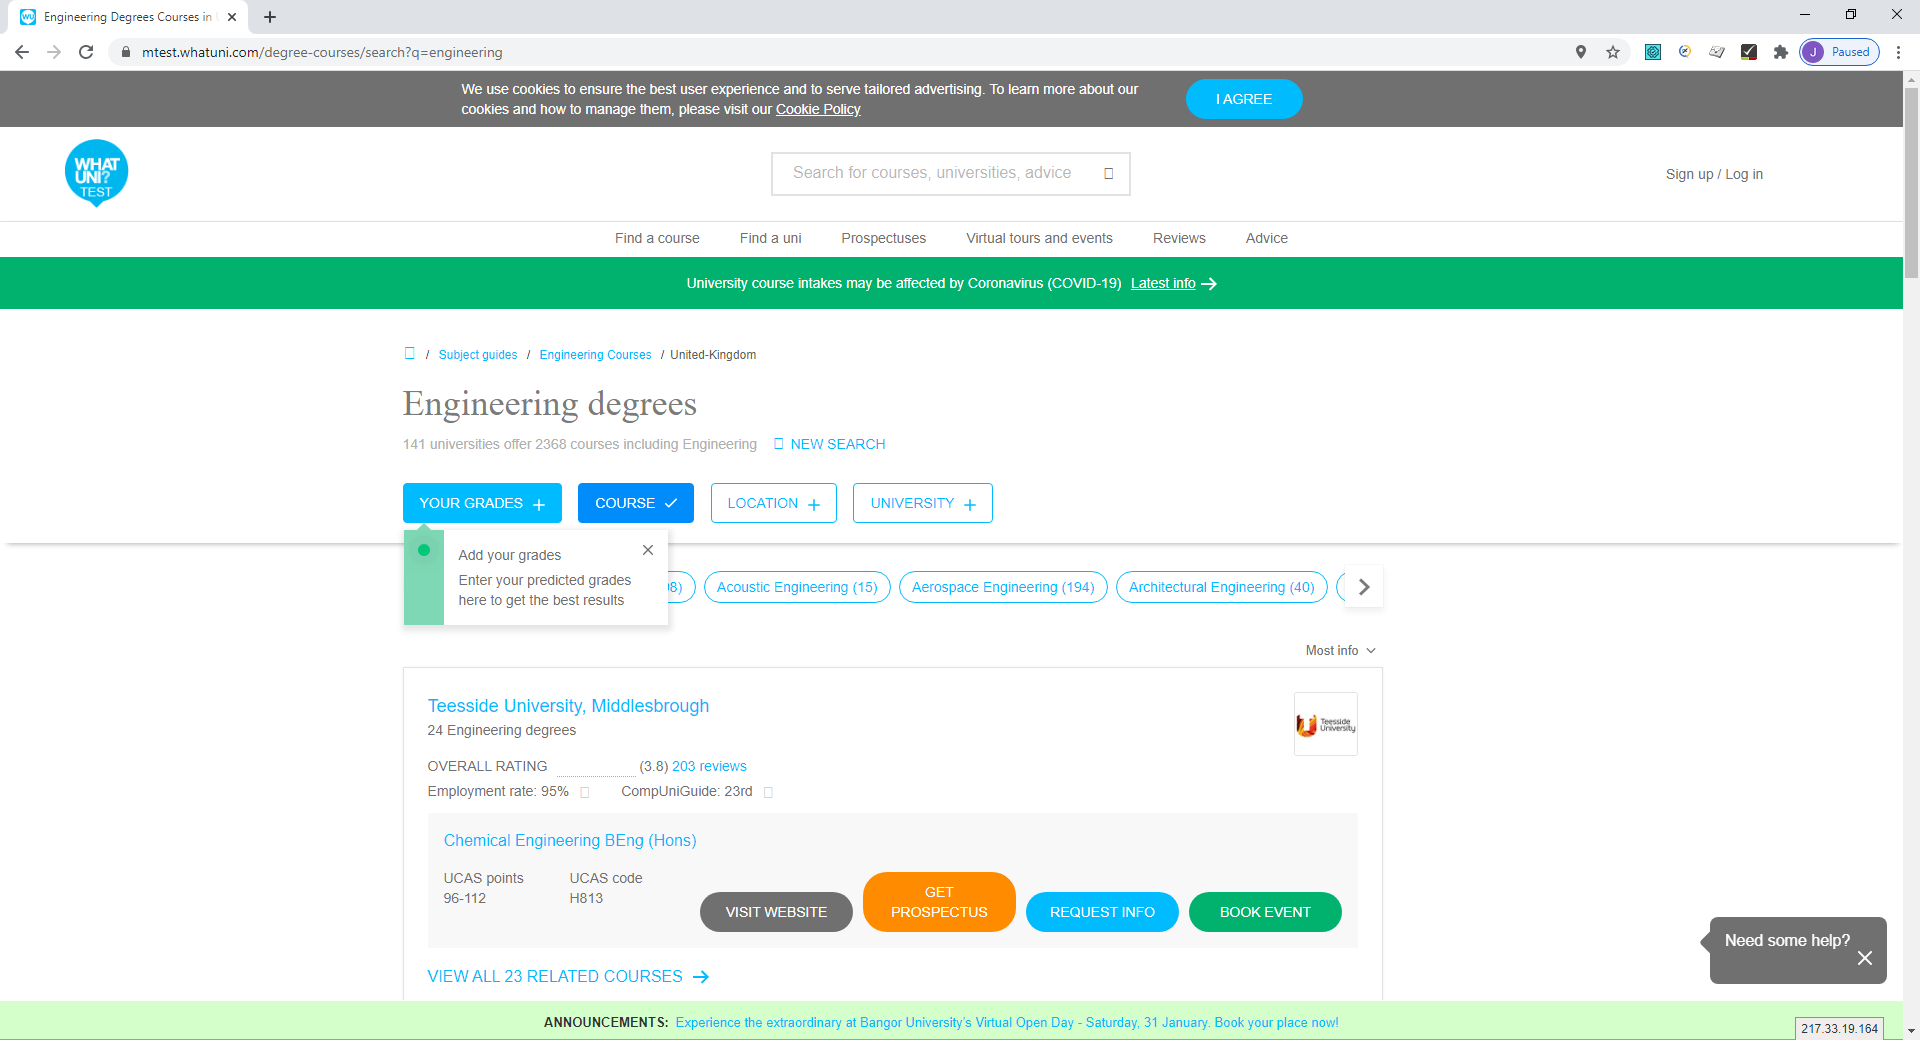 Engineering Degrees Courses in
mtest.whatuni.com/degree-courses/search?q=engineering
J Paused
We use cookies to ensure the best user experience and to serve tailored advertising. To learn more about our
cookies and how to manage them, please visit our Cookie Policy
I AGREE
WHAT
UNI?
TEST
Search for courses, universities, advice
Sign up / Log in
Find a course Find a uni Prospectuses Virtual tours and events Reviews Advice
University course intakes may be affected by Coronavirus (COVID-19) Latest info
/ Subject guides / Engineering Courses / United-Kingdom
Engineering degrees
141 universities offer 2368 courses including Engineering NEW SEARCH
YOUR GRADES COURSE LOCATION UNIVERSITY
Add your grades
Enter your predicted grades
here to get the best results
Acoustic Engineering (15) Aerospace Engineering (194) Architectural Engineering (40)
Most info
Teesside University, Middlesbrough
24 Engineering degrees
Teesside
University
OVERALL RATING (3.8) 203 reviews
Employment rate: 95% CompUniGuide: 23rd
Chemical Engineering BEng (Hons)
UCAS points UCAS code
96-112 H813
VISIT WEBSITE
GET
PROSPECTUS
REQUEST INFO
BOOK EVENT
Need some help?
VIEW ALL 23 RELATED COURSES
ANNOUNCEMENTS: Experience the extraordinary at Bangor University's Virtual Open Day - Saturday, 31 January. Book your place now!
217.33.19.164